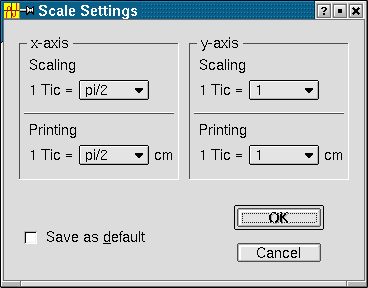 Scale Settings
x-axis
Scaling
1 Tic = pi/2
Printing
1 Tic = pi/2 cm
y-axis
Scaling
1 Tic = 1
Printing
1 Tic = 1 cm
Save as default
OK
Cancel